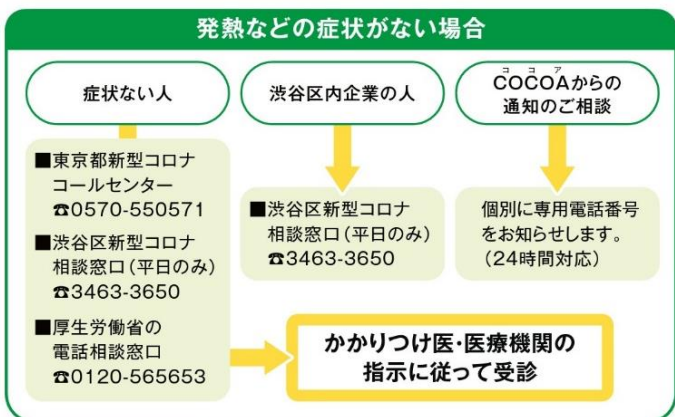 発熱などの症状がない場合
症状ない人
■東京都新型コロナ
コールセンター
☎0570-550571
■渋谷区新型コロナ
相談窓口(平日のみ)
☎3463-3650
■厚生労働省の
電話相談窓口
☎0120-565653
渋谷区内企業の人
■渋谷区新型コロナ
相談窓口(平日のみ)
☎3463-3650
ココア
COCOAからの
通知のご相談
個別に専用電話番号
をお知らせします。
(24時間対応)
かかりつけ医・医療機関の
指示に従って受診